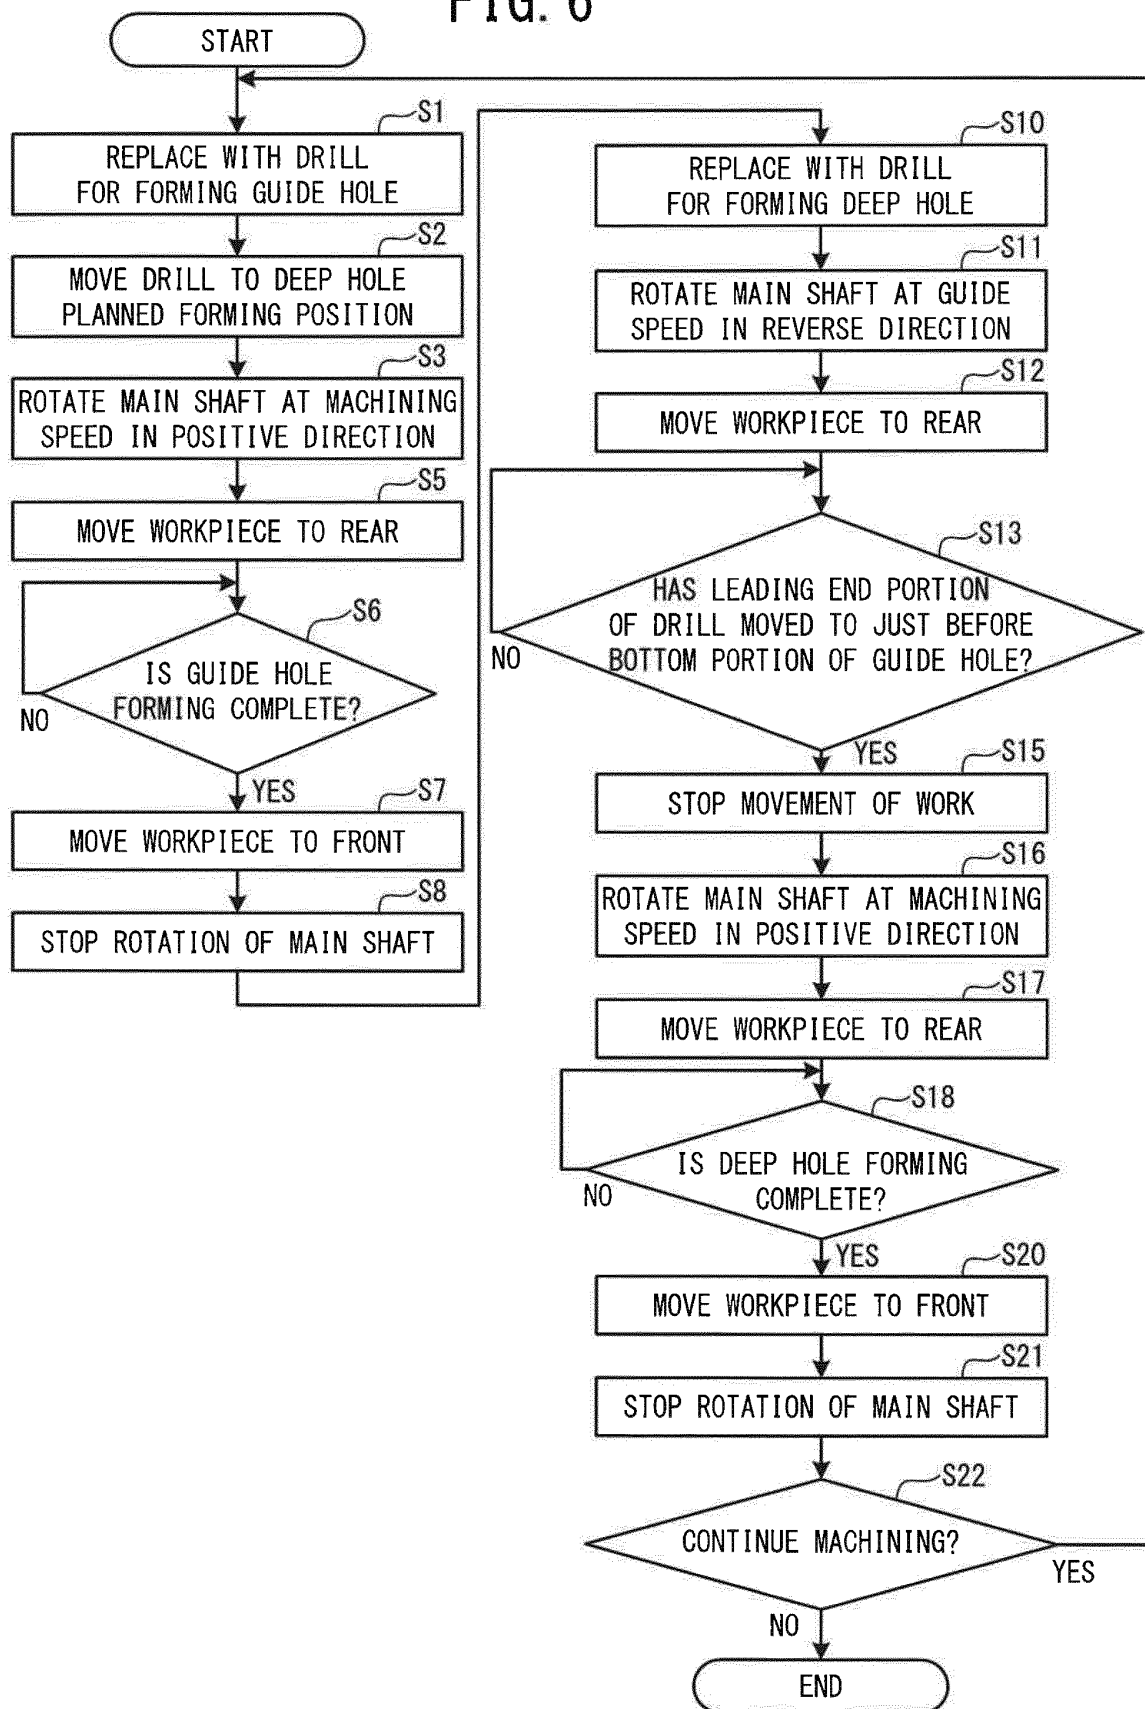 FIG. 6
START
S1
REPLACE WITH DRILL
FOR FORMING GUIDE HOLE
S2
MOVE DRILL TO DEEP HOLE
PLANNED FORMING POSITION
S3
ROTATE MAIN SHAFT AT MACHINING
SPEED IN POSITIVE DIRECTION
S5
MOVE WORKPIECE TO REAR
S6
IS GUIDE HOLE
FORMING COMPLETE?
NO
YES
S7
MOVE WORKPIECE TO FRONT
S8
STOP ROTATION OF MAIN SHAFT
S10
REPLACE WITH DRILL
FOR FORMING DEEP HOLE
S11
ROTATE MAIN SHAFT AT GUIDE
SPEED IN REVERSE DIRECTION
S12
MOVE WORKPIECE TO REAR
S13
HAS LEADING END PORTION
OF DRILL MOVED TO JUST BEFORE
BOTTOM PORTION OF GUIDE HOLE?
NO
YES
S15
STOP MOVEMENT OF WORK
S16
ROTATE MAIN SHAFT AT MACHINING
SPEED IN POSITIVE DIRECTION
S17
MOVE WORKPIECE TO REAR
S18
IS DEEP HOLE FORMING
COMPLETE?
NO
YES
S20
MOVE WORKPIECE TO FRONT
S21
STOP ROTATION OF MAIN SHAFT
S22
CONTINUE MACHINING?
YES
NO
END